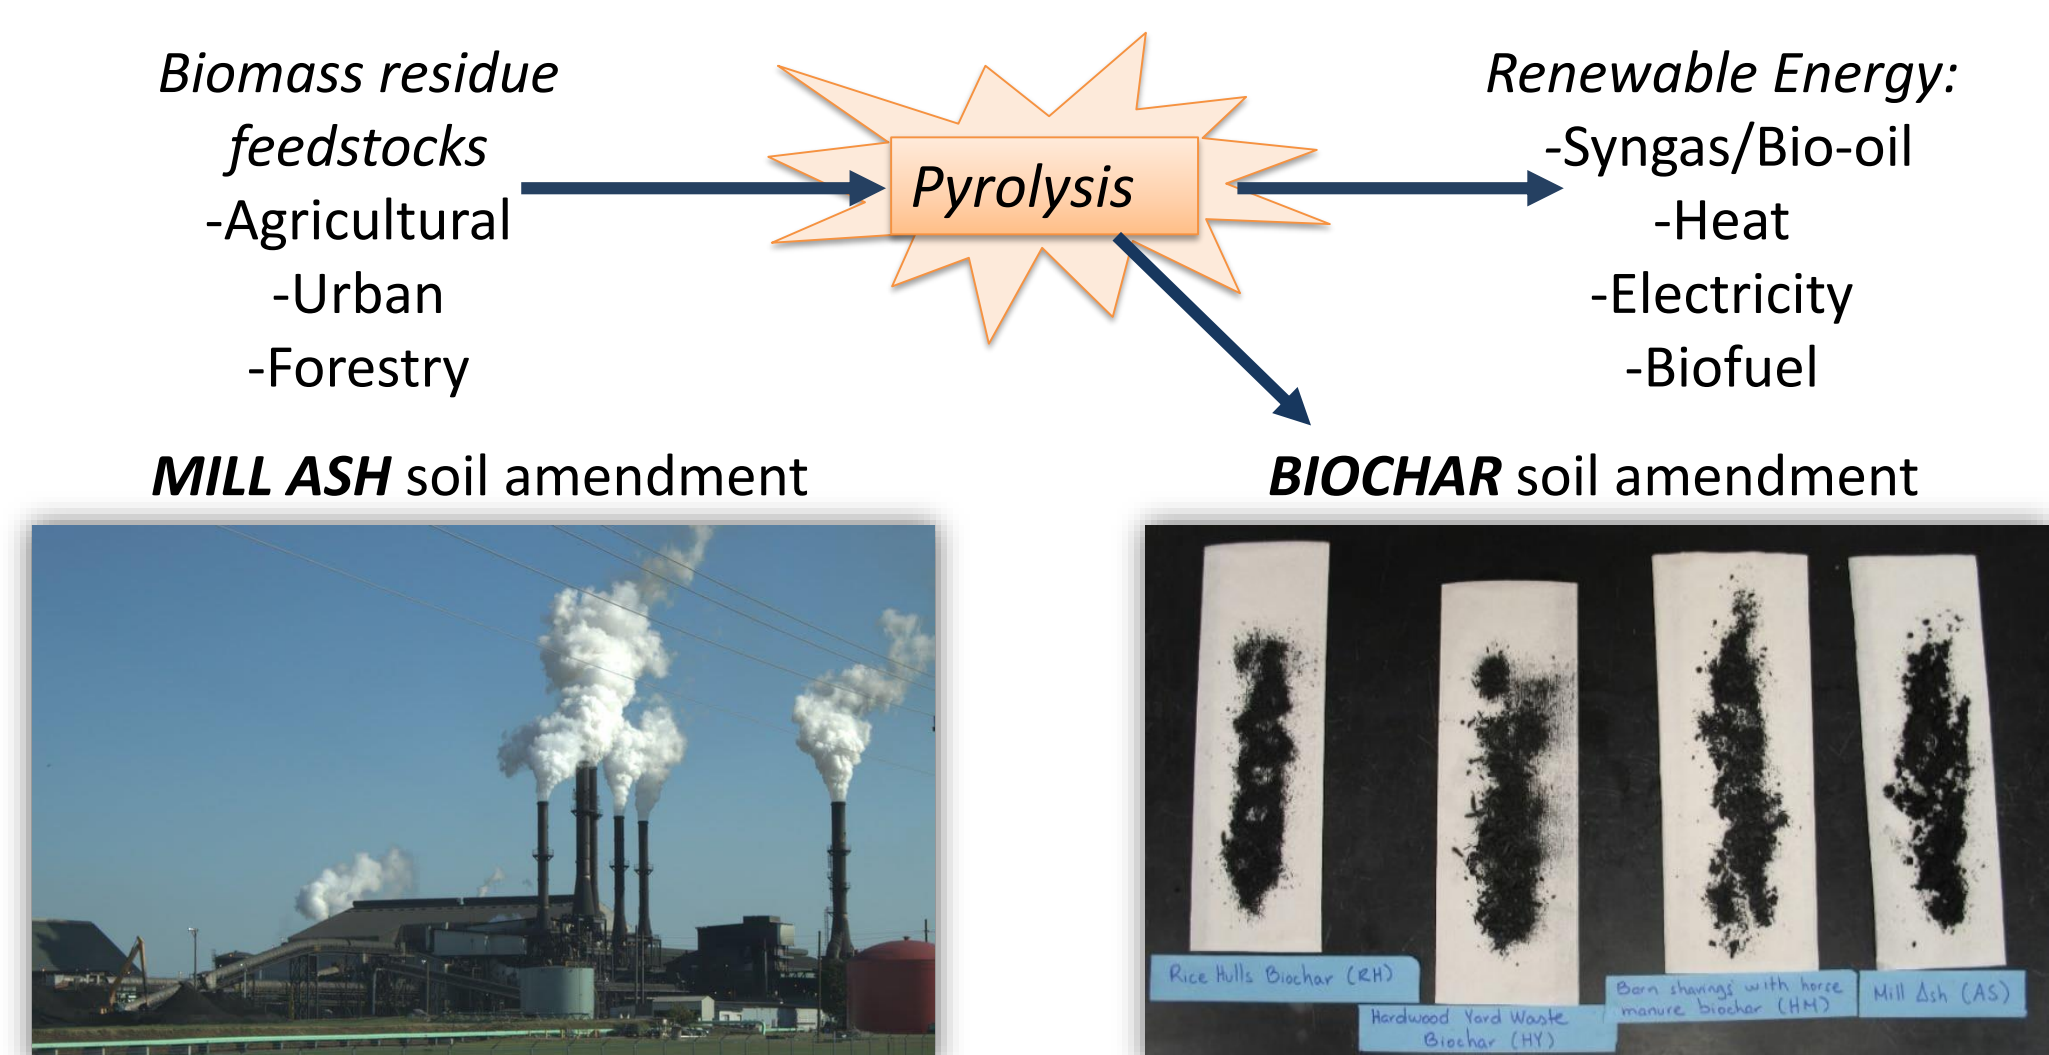 Biomass residue
feedstocks
-Agricultural
-Urban
-Forestry
Pyrolysis
Renewable Energy:
-Syngas/Bio-oil
-Heat
-Electricity
-Biofuel
MILL ASH soil amendment
BIOCHAR soil amendment
Rice Hulls Biochar (RH)
Hardwood Yard Waste
Biochar (HY)
Barn shavings with horse
manure biochar (HM)
Mill Ash (AS)